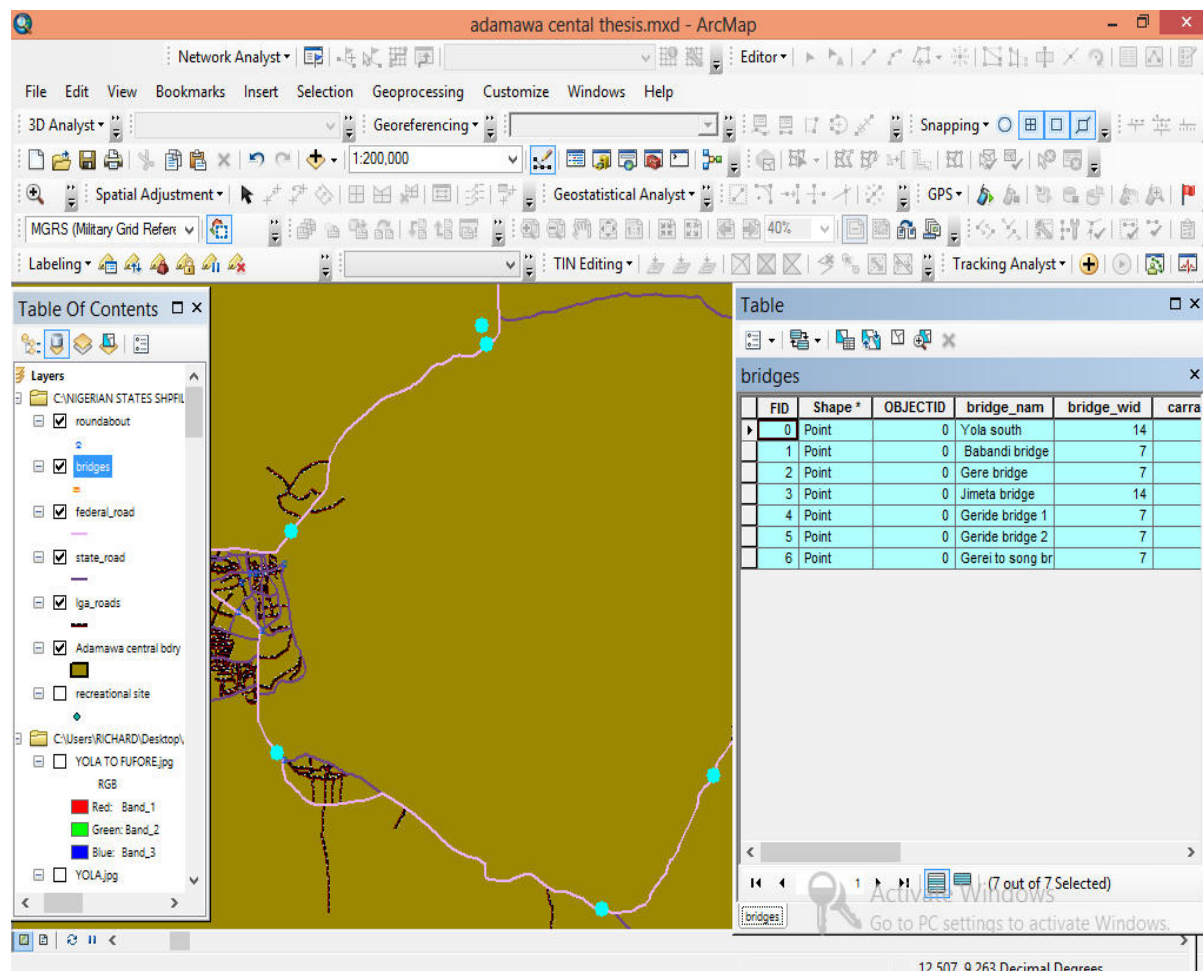 adamawa cental thesis.mxd - ArcMap
Network Analyst
Editor
File Edit View Bookmarks Insert Selection Geoprocessing Customize Windows Help
3D Analyst Georeferencing Snapping
1:200,000
Spatial Adjustment Geostatistical Analyst GPS
MGRS (Military Grid Refere 40%
Labeling TIN Editing Tracking Analyst
Table Of Contents
Layers
C:\NIGERIAN STATES SHPFIL
roundabout
bridges
federal_road
state_road
lga_roads
Adamawa central bdry
recreational site
C:\Users\RICHARD\Desktop\
YOLA TO FUFORE.jpg
RGB
Red: Band_1
Green: Band_2
Blue: Band_3
YOLA.jpg
Table
bridges
FID Shape * OBJECTID bridge_nam bridge_wid carra
0 Point 0 Yola south 14
1 Point 0 Babandi bridge 7
2 Point 0 Gere bridge 7
3 Point 0 Jimeta bridge 14
4 Point 0 Geride bridge 1 7
5 Point 0 Geride bridge 2 7
6 Point 0 Gerei to song br 7
1 (7 out of 7 Selected)
Activate Windows
bridges
Go to PC settings to activate Windows.
12.507 9.263 Decimal Degrees